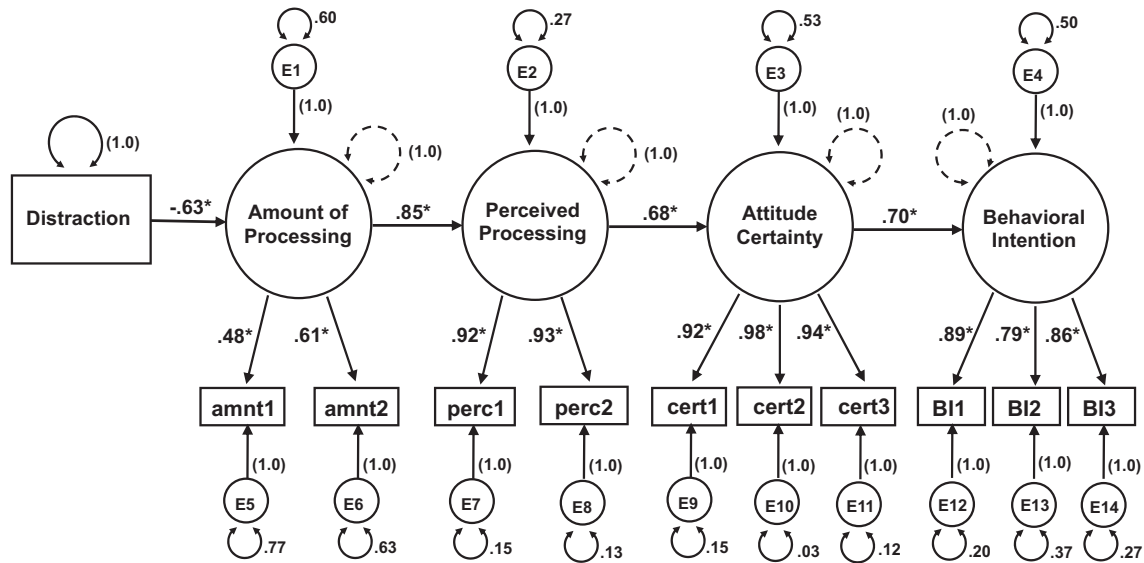 .60 .27 .53 .50
E1 E2 E3 E4
(1.0) (1.0) (1.0) (1.0)
(1.0) (1.0) (1.0) (1.0) (1.0)
Distraction -.63* Amount of Processing .85* Perceived Processing .68* Attitude Certainty .70* Behavioral Intention
.48* .61* .92* .93* .92* .98* .94* .89* .79* .86*
amnt1 amnt2 perc1 perc2 cert1 cert2 cert3 BI1 BI2 BI3
(1.0) (1.0) (1.0) (1.0) (1.0) (1.0) (1.0) (1.0) (1.0) (1.0)
E5 E6 E7 E8 E9 E10 E11 E12 E13 E14
.77 .63 .15 .13 .15 .03 .12 .20 .37 .27